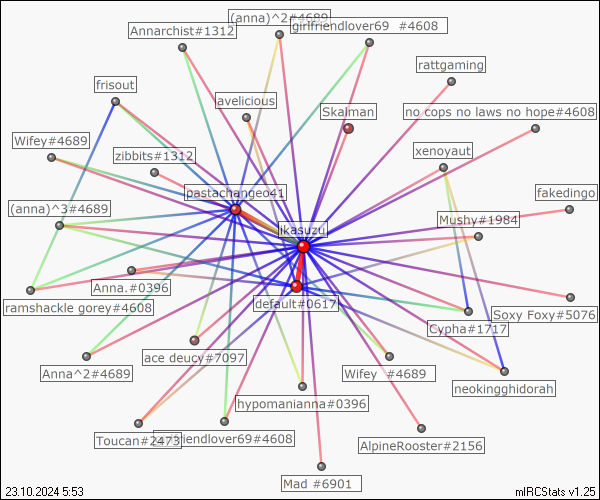 (anna)^2#4689
girlfriendlover69 #4608
Annarchist#1312
rattgaming
frisout
avelicious
Skalman
no cops no laws no hope#4608
Wifey#4689
zibbits#1312
xenoyaut
pastachangeo41
fakedingo
(anna)^3#4689
Mushy#1984
ikasuzu
Anna.#0396
ramshackle gorey#4608
default#0617
Soxy Foxy#5076
Cypha#1717
ace deucy#7097
Anna^2#4689
Wifey #4689
neokingghidorah
hypomanianna#0396
Toucan#2473
friendlover69#4608
AlpineRooster#2156
Mad #6901
23.10.2024 5:53
mIRCStats v1.25